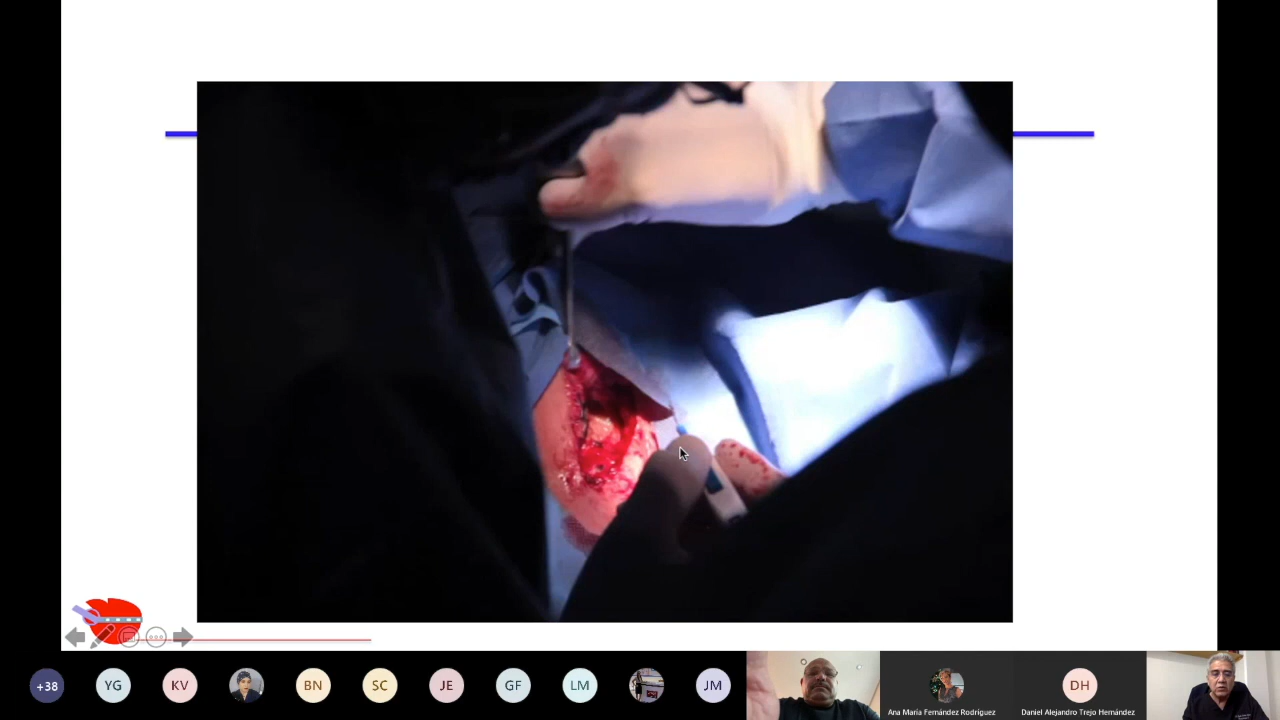 +38
YG
KV
BN
SC
JE
GF
LM
JM
Ana María Fernández Rodríguez
DH
Daniel Alejandro Trejo Hernández